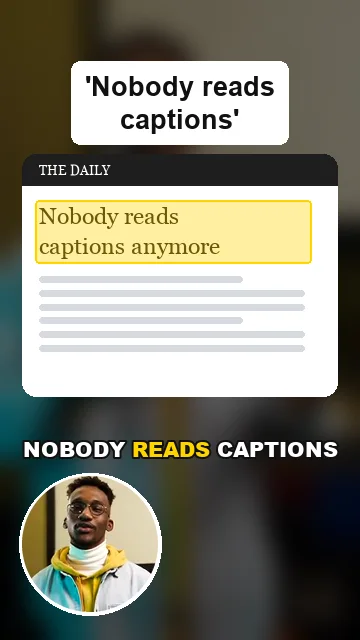 'Nobody reads
captions'
THE DAILY
Nobody reads
captions anymore
NOBODY READS CAPTIONS